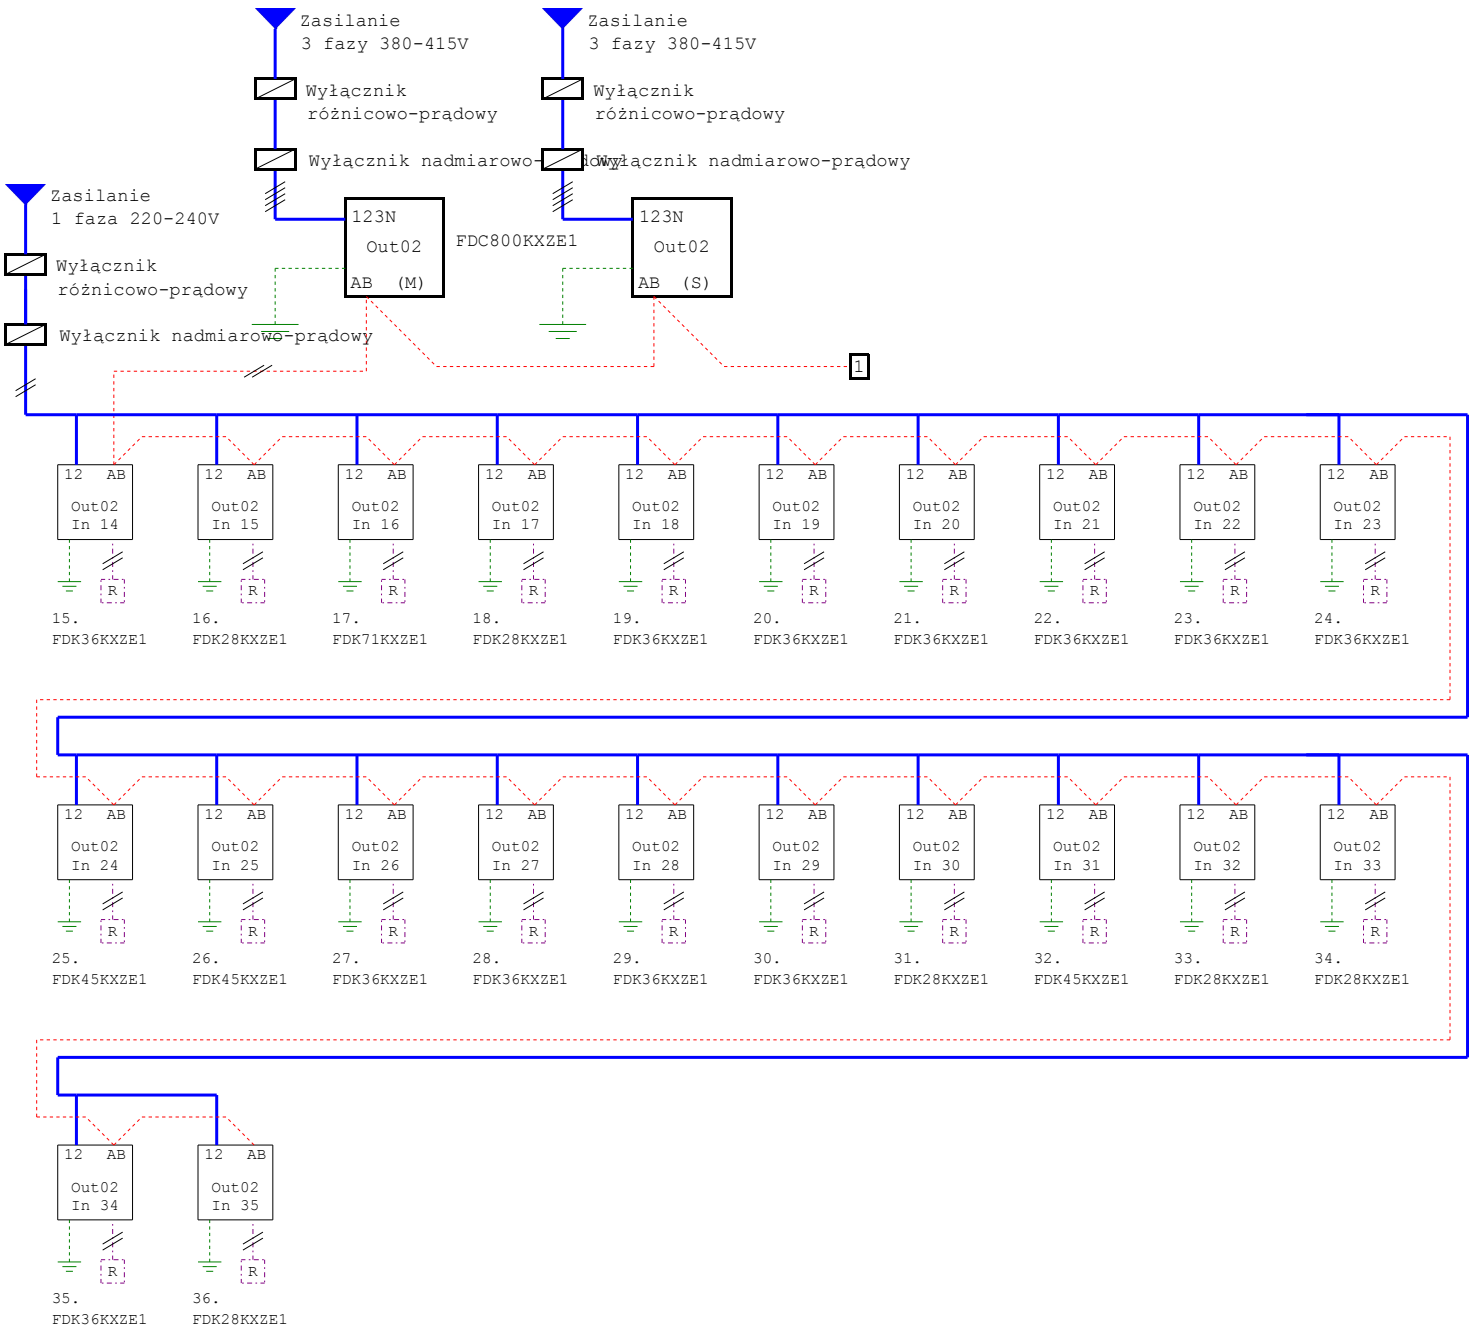 Zasilanie
3 fazy 380-415V
Zasilanie
3 fazy 380-415V
Wyłącznik
różnicowo-prądowy
Wyłącznik
różnicowo-prądowy
Wyłącznik nadmiarowo-prądowy
Wyłącznik nadmiarowo-prądowy
Zasilanie
1 faza 220-240V
Wyłącznik
różnicowo-prądowy
Wyłącznik nadmiarowo-prądowy
123N
Out02
AB (M)
FDC800KXZE1
123N
Out02
AB (S)
1
12 AB 12 AB 12 AB 12 AB 12 AB 12 AB 12 AB 12 AB 12 AB 12 AB
Out02 Out02 Out02 Out02 Out02 Out02 Out02 Out02 Out02 Out02
In 14 In 15 In 16 In 17 In 18 In 19 In 20 In 21 In 22 In 23
R R R R R R R R R R
15. 16. 17. 18. 19. 20. 21. 22. 23. 24.
FDK36KXZE1 FDK28KXZE1 FDK71KXZE1 FDK28KXZE1 FDK36KXZE1 FDK36KXZE1 FDK36KXZE1 FDK36KXZE1 FDK36KXZE1 FDK36KXZE1
12 AB 12 AB 12 AB 12 AB 12 AB 12 AB 12 AB 12 AB 12 AB 12 AB
Out02 Out02 Out02 Out02 Out02 Out02 Out02 Out02 Out02 Out02
In 24 In 25 In 26 In 27 In 28 In 29 In 30 In 31 In 32 In 33
R R R R R R R R R R
25. 26. 27. 28. 29. 30. 31. 32. 33. 34.
FDK45KXZE1 FDK45KXZE1 FDK36KXZE1 FDK36KXZE1 FDK36KXZE1 FDK36KXZE1 FDK28KXZE1 FDK45KXZE1 FDK28KXZE1 FDK28KXZE1
12 AB 12 AB
Out02 Out02
In 34 In 35
R R
35. 36.
FDK36KXZE1 FDK28KXZE1